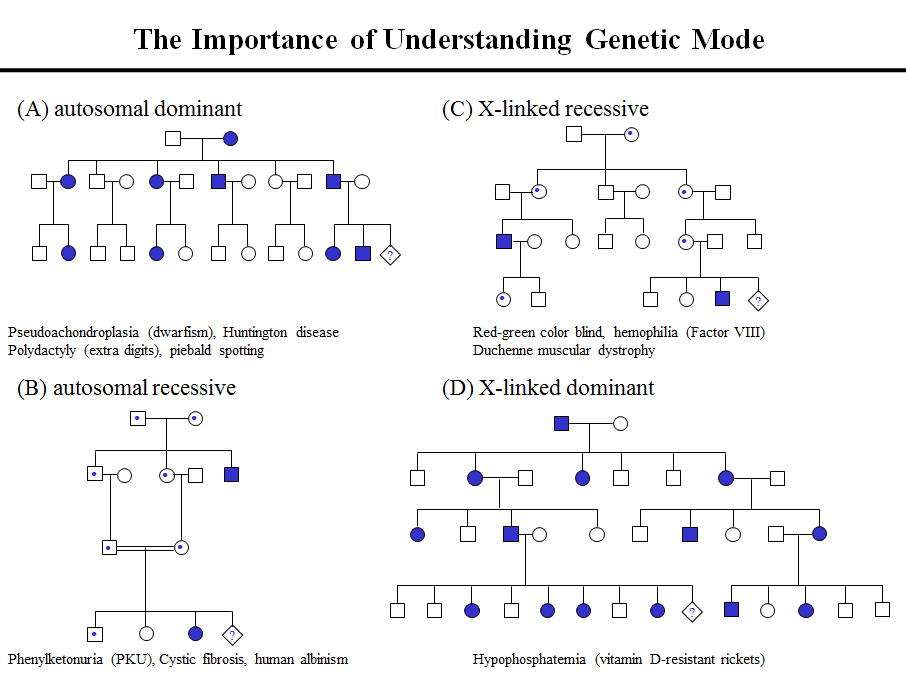 The Importance of Understanding Genetic Mode
(A) autosomal dominant
?
Pseudoachondroplasia (dwarfism), Huntington disease
Polydactyly (extra digits), piebald spotting
(C) X-linked recessive
?
Red-green color blind, hemophilia (Factor VIII)
Duchenne muscular dystrophy
(B) autosomal recessive
?
Phenylketonuria (PKU), Cystic fibrosis, human albinism
(D) X-linked dominant
?
Hypophosphatemia (vitamin D-resistant rickets)